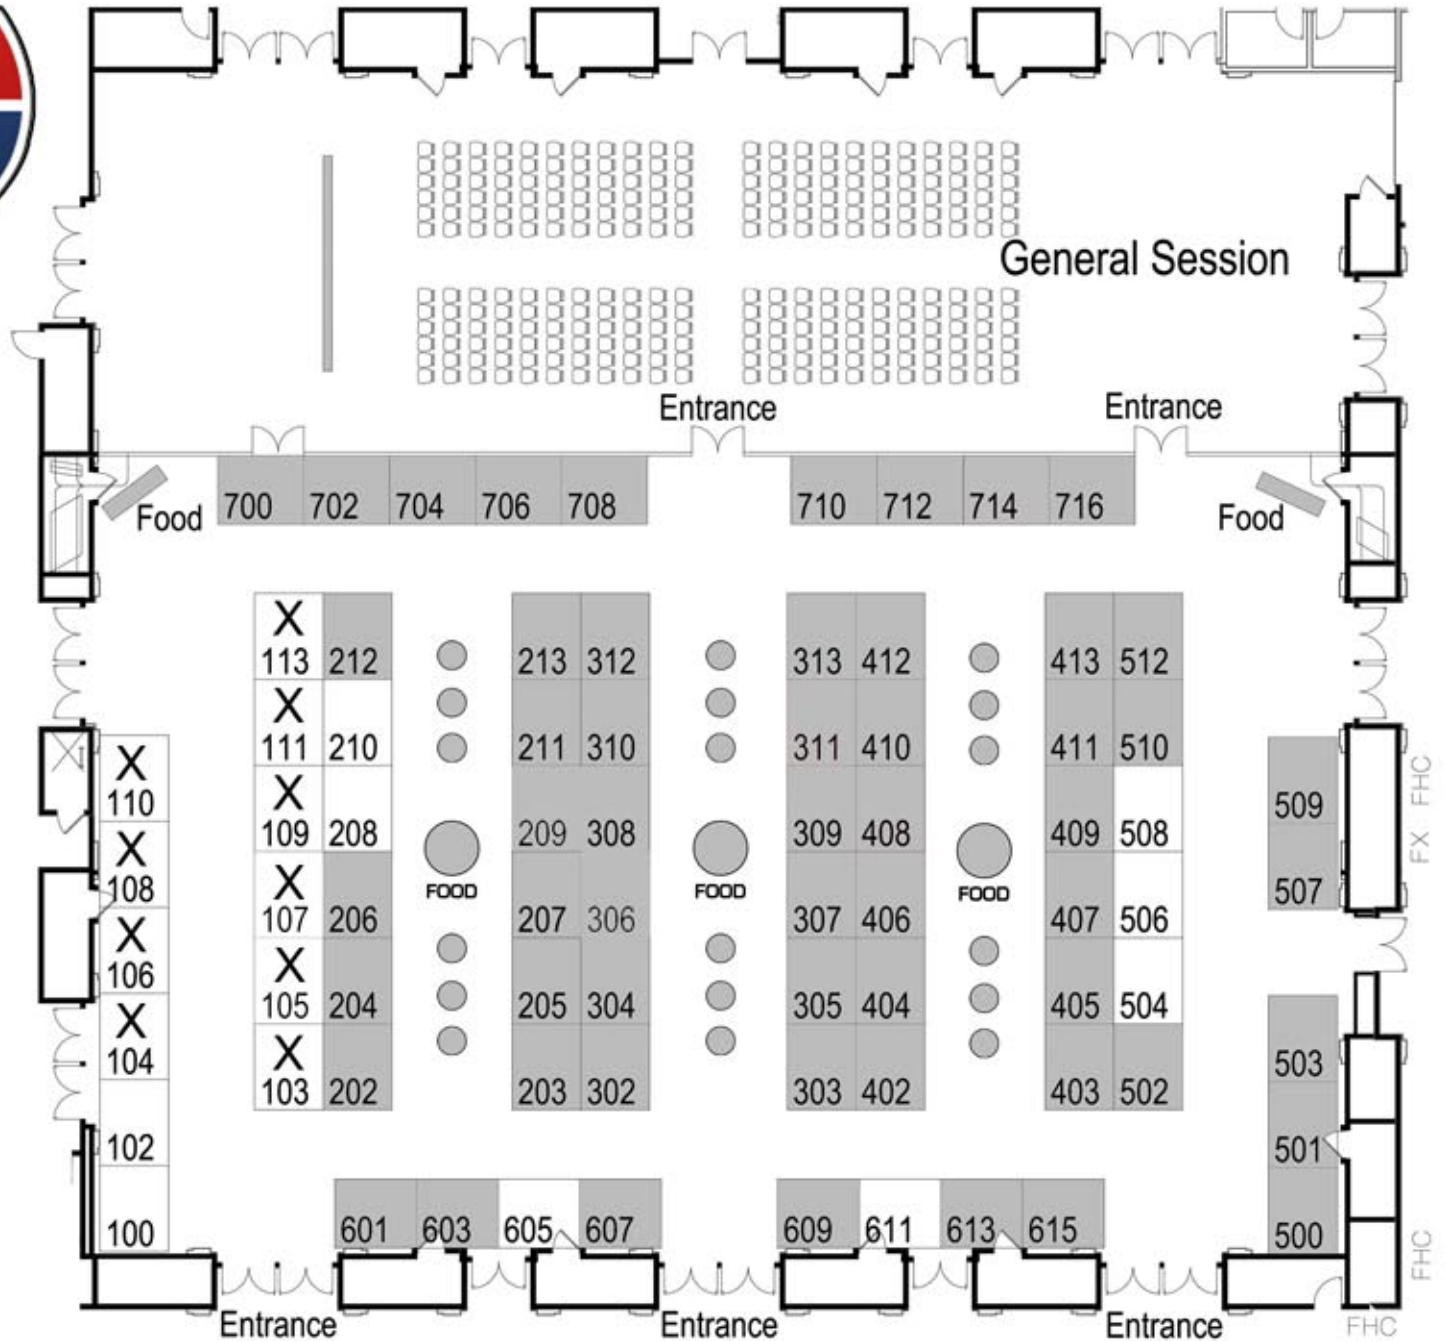 General Session
Entrance Entrance
Food 700 702 704 706 708 710 712 714 716 Food
X
113 212 213 312 313 412 413 512
X
111 210 211 310 311 410 411 510
X
110
X
109 208 209 308 309 408 409 508 509
X
108
FOOD FOOD FOOD
X
107 206 207 306 307 406 407 506 507
X
106
X
105 204 205 304 305 404 405 504
X
104
503
X
103 202 203 302 303 402 403 502
102
501
100
601 603 605 607 609 611 613 615 500
Entrance Entrance Entrance
FX FHC
FHC
FHC